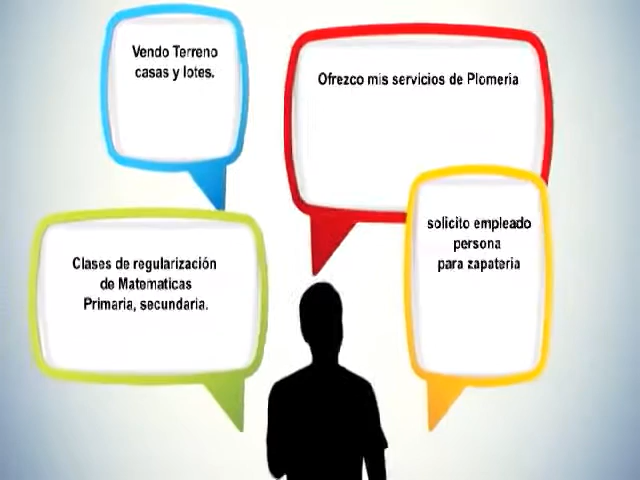 Vendo Terreno
casas y lotes.
Ofrezco mis servicios de Plomeria
solicito empleado
persona
para zapateria
Clases de regularización
de Matematicas
Primaria, secundaria.